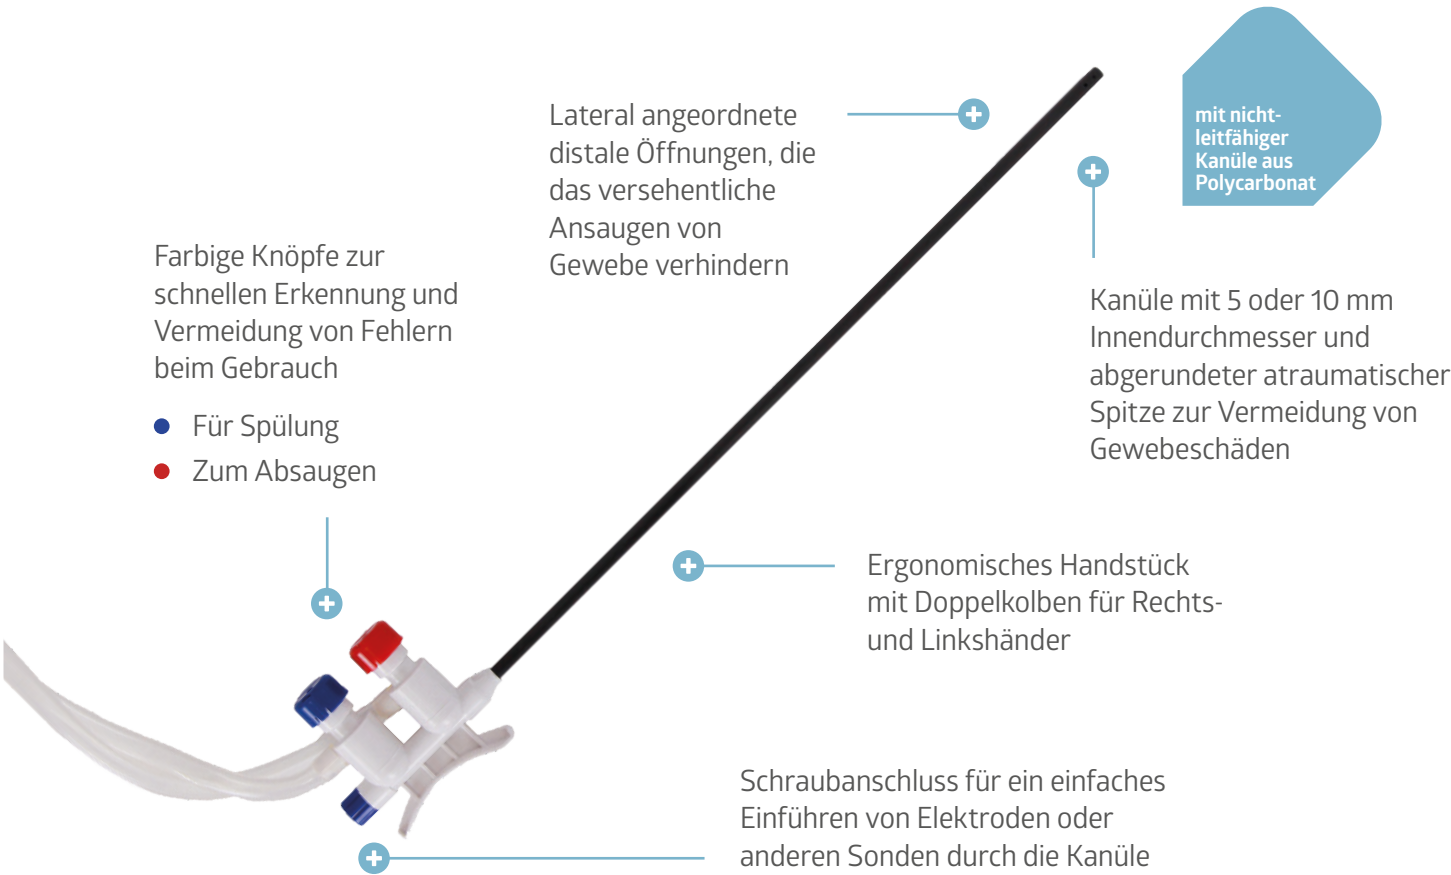 Lateral angeordnete
distale Öffnungen, die
das versehentliche
Ansaugen von
Gewebe verhindern
mit nicht-
leitfähiger
Kanüle aus
Polycarbonat
Farbige Knöpfe zur
schnellen Erkennung und
Vermeidung von Fehlern
beim Gebrauch
Für Spülung
Zum Absaugen
Kanüle mit 5 oder 10 mm
Innendurchmesser und
abgerundeter atraumatischer
Spitze zur Vermeidung von
Gewebeschäden
Ergonomisches Handstück
mit Doppelkolben für Rechts-
und Linkshänder
Schraubanschluss für ein einfaches
Einführen von Elektroden oder
anderen Sonden durch die Kanüle